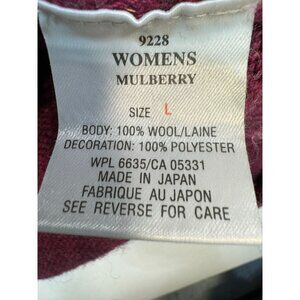 9228
WOMENS
MULBERRY
SIZE L
BODY: 100% WOOL/LAINE
DECORATION: 100% POLYESTER
WPL 6635/CA 05331
MADE IN JAPAN
FABRIQUE AU JAPON
SEE REVERSE FOR CARE